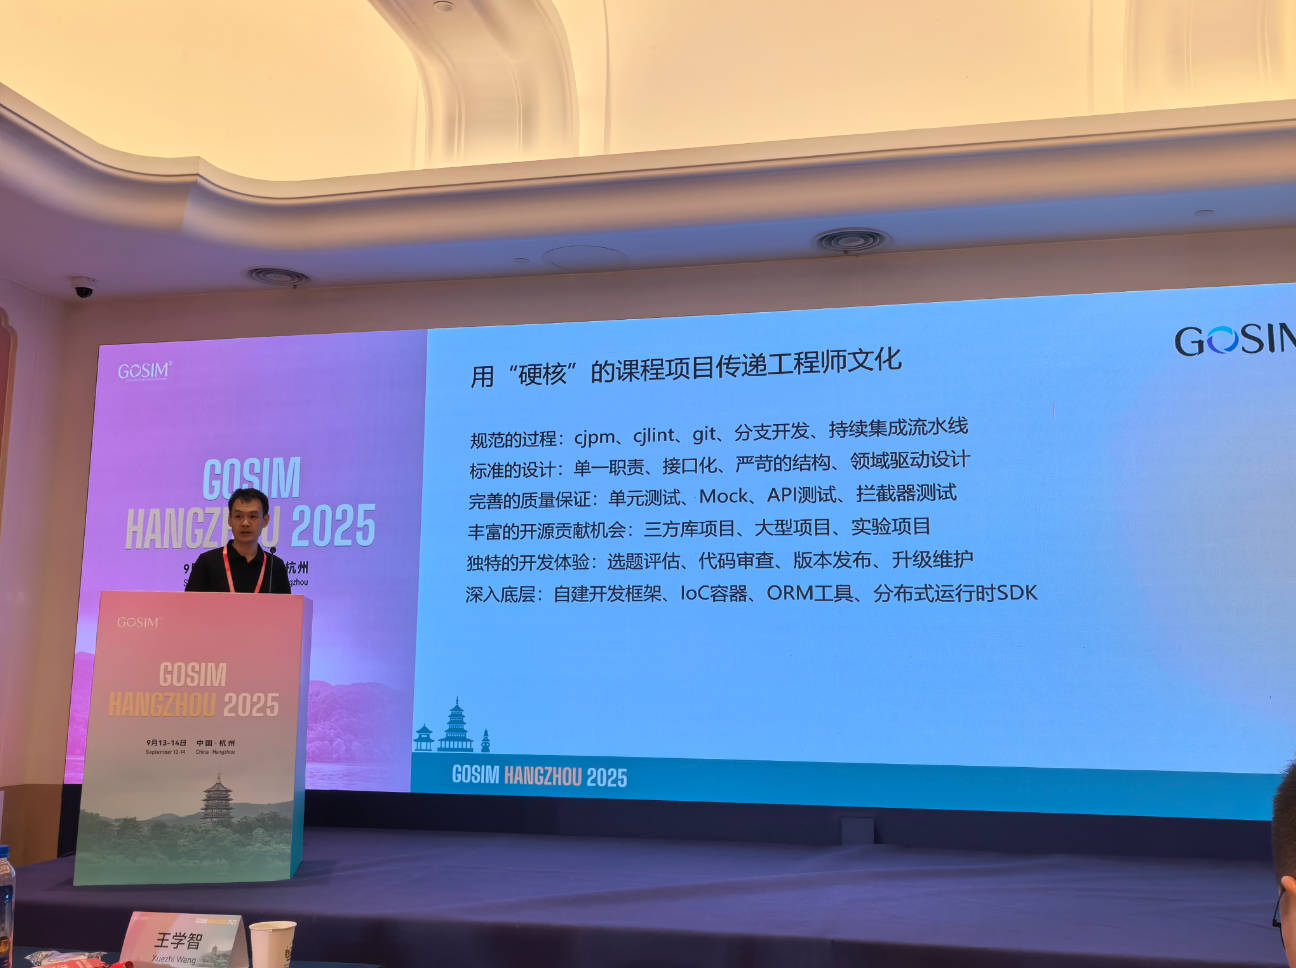 GOSIM
GOSIM
HANGZHOU 2025
杭州
用“硬核”的课程项目传递工程师文化
规范的过程：cjpm、cjlint、git、分支开发、持续集成流水线
标准的设计：单一职责、接口化、严苛的结构、领域驱动设计
完善的质量保证：单元测试、Mock、API测试、拦截器测试
丰富的开源贡献机会：三方库项目、大型项目、实验项目
独特的开发体验：选题评估、代码审查、版本发布、升级维护
深入底层：自建开发框架、IoC容器、ORM工具、分布式运行时SDK
GOSIM HANGZHOU 2025
GOSIM
GOSIM
GOSIM
HANGZHOU 2025
9月13-14日 中国·杭州
September 13-14 China · Hangzhou
王学智
Xuezhi Wang